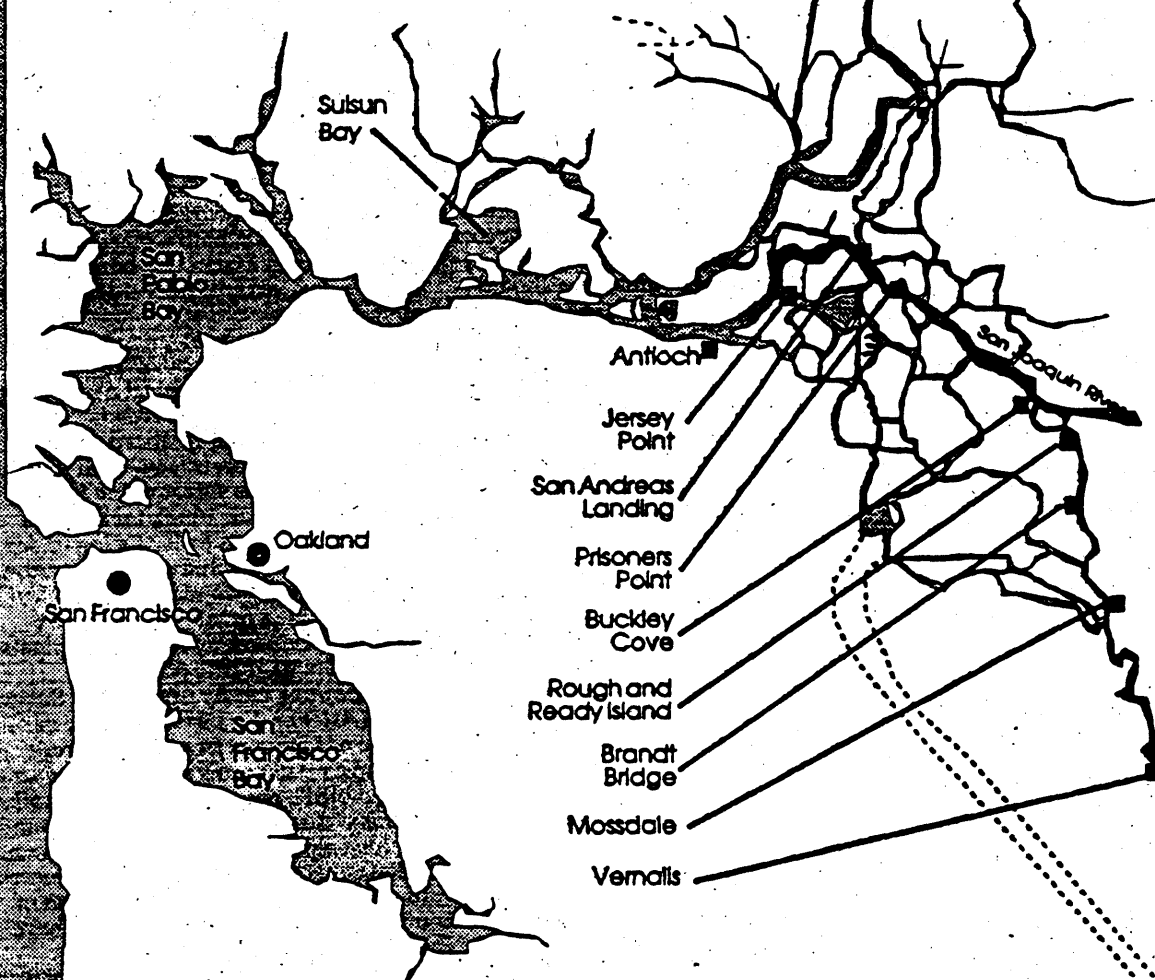 Suisun
Bay
San
Pablo
Bay
San Joaquin River
Antioch
Jersey
Point
San Andreas
Landing
Prisoners
Point
Oakland
San Francisco
Buckley
Cove
Rough and
Ready Island
San
Francisco
Bay
Brandt
Bridge
Mossdale
Vernalis